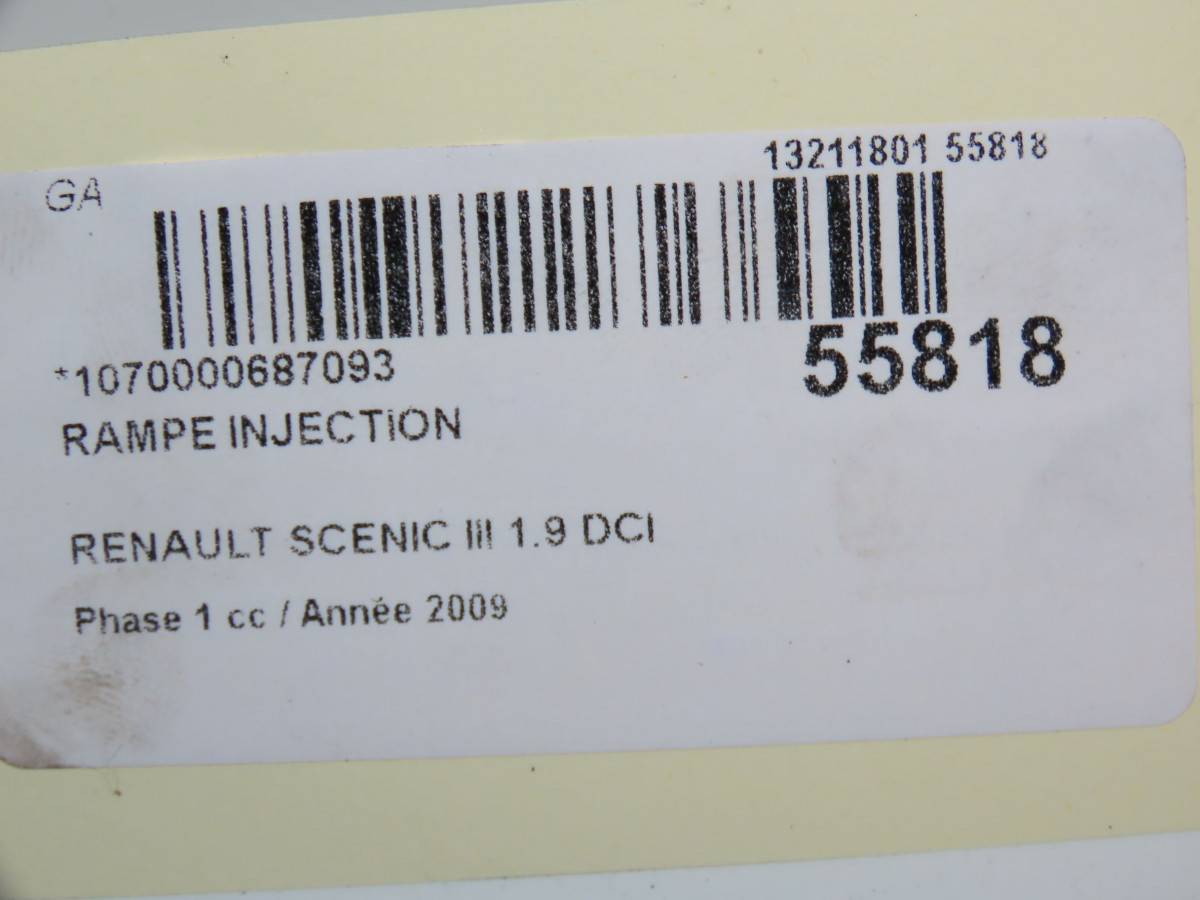 GA
13211801 55818
*1070000687093
55818
RAMPE INJECTION
RENAULT SCENIC III 1.9 DCI
Phase 1 cc / Année 2009